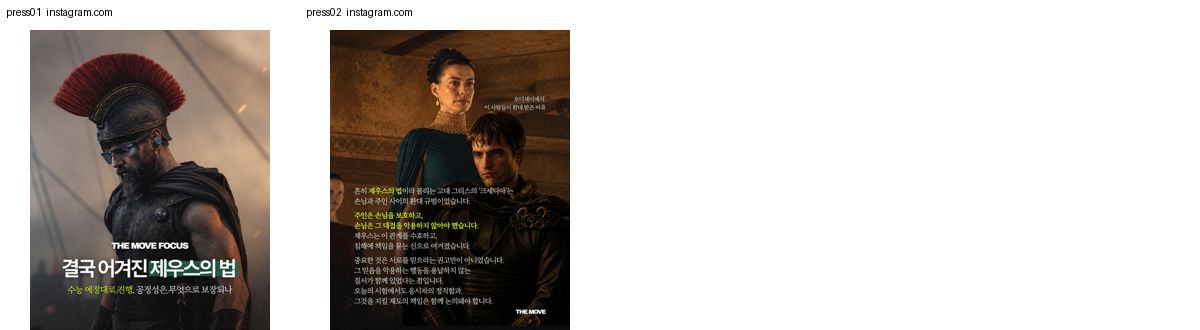 press01 instagram.com
THE MOVE FOCUS
결국 어겨진 제우스의 법
수능 예정대로 진행, 공정성은 무엇으로 보장되나
press02 instagram.com
오디세이에서
이 사람들이 환대 받은 이유
흔히 제우스의 법이라 불리는 고대 그리스의 '크세니아'는
손님과 주인 사이의 환대 규범이었습니다.
주인은 손님을 보호하고,
손님은 그 대접을 악용하지 않아야 했습니다.
제우스는 이 관계를 수호하고,
침해에 책임을 묻는 신으로 여겨졌습니다.
중요한 것은 서로를 믿으라는 권고만이 아니었습니다.
그 믿음을 악용하는 행동을 용납하지 않는
질서가 함께 있었다는 점입니다.
오늘의 시험에서도 응시자의 정직함과,
그것을 지킬 제도의 책임은 함께 논의돼야 합니다.
THE MOVE